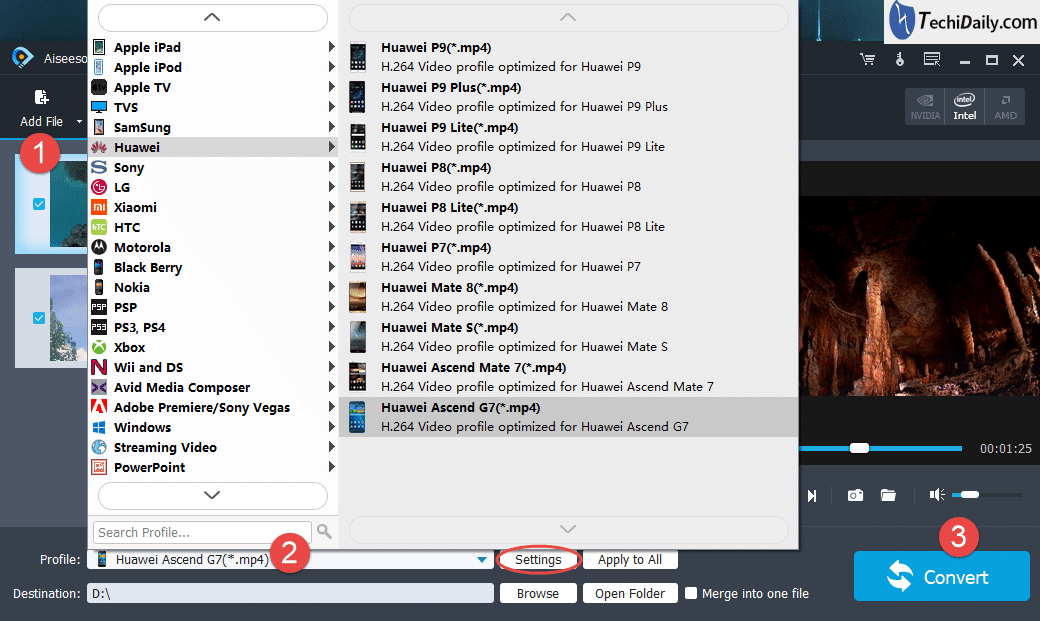 TechiDaily.com
Aiseeso
Add File
NVIDIA
intel
Intel
AMD
1
Apple iPad
Apple iPod
Apple TV
TVS
SamSung
Huawei
Sony
LG
Xiaomi
HTC
Motorola
Black Berry
Nokia
PSP
PS3, PS4
Xbox
Wii and DS
Avid Media Composer
Adobe Premiere/Sony Vegas
Windows
Streaming Video
PowerPoint
Search Profile...
Huawei P9(*.mp4)
H.264 Video profile optimized for Huawei P9
Huawei P9 Plus(*.mp4)
H.264 Video profile optimized for Huawei P9 Plus
Huawei P9 Lite(*.mp4)
H.264 Video profile optimized for Huawei P9 Lite
Huawei P8(*.mp4)
H.264 Video profile optimized for Huawei P8
Huawei P8 Lite(*.mp4)
H.264 Video profile optimized for Huawei P8 Lite
Huawei P7(*.mp4)
H.264 Video profile optimized for Huawei P7
Huawei Mate 8(*.mp4)
H.264 Video profile optimized for Huawei Mate 8
Huawei Mate S(*.mp4)
H.264 Video profile optimized for Huawei Mate S
Huawei Ascend Mate 7(*.mp4)
H.264 Video profile optimized for Huawei Ascend Mate 7
Huawei Ascend G7(*.mp4)
H.264 Video profile optimized for Huawei Ascend G7
00:01:25
2
3
Profile: Huawei Ascend G7(*.mp4) Settings Apply to All
Convert
Destination: D:\ Browse Open Folder Merge into one file